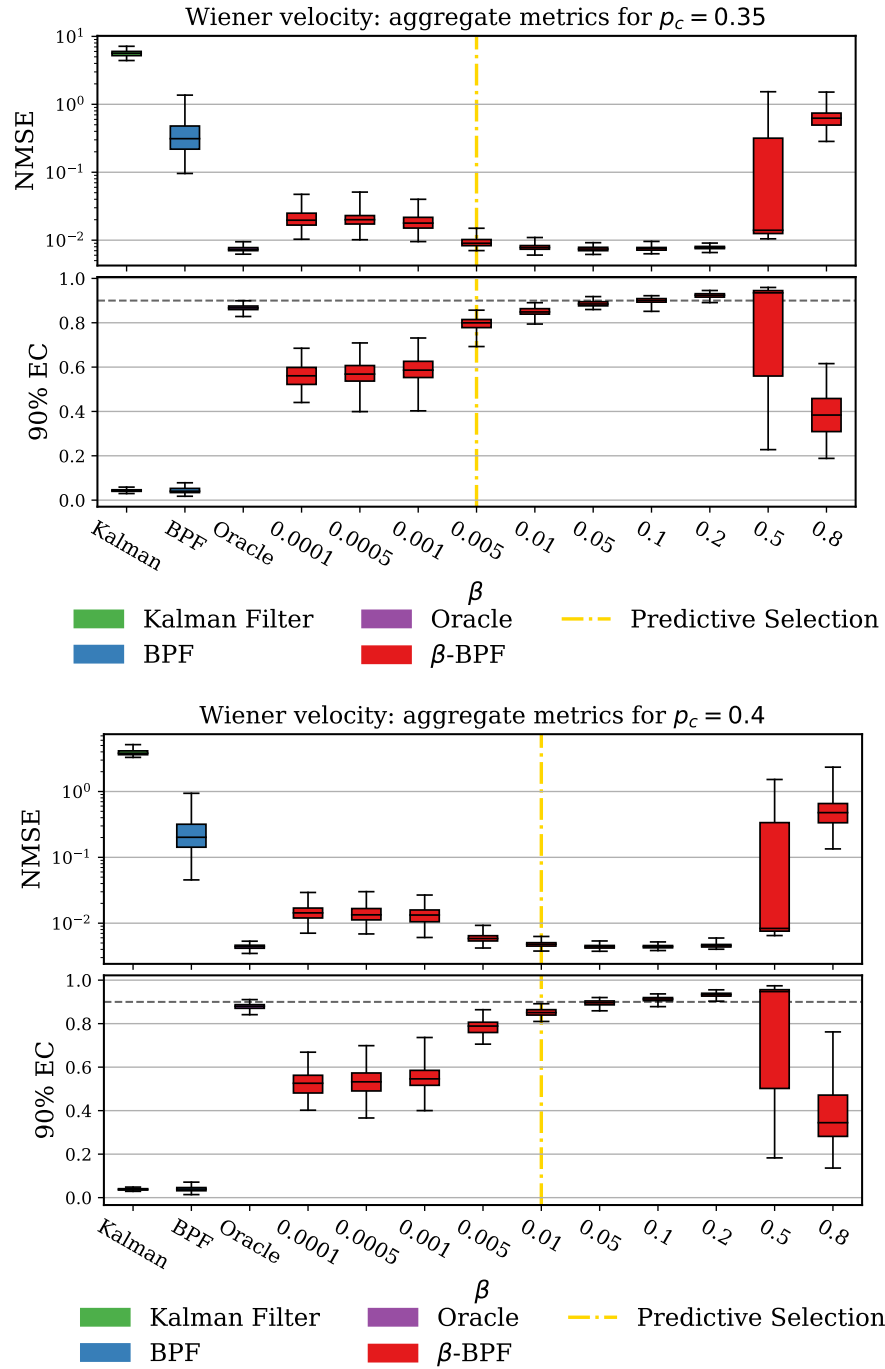 Wiener velocity: aggregate metrics for p_c = 0.35
NMSE
10^1
10^0
10^−1
10^−2
90% EC
1.0
0.8
0.6
0.4
0.2
0.0
Kalman BPF Oracle 0.0001 0.0005 0.001 0.005 0.01 0.05 0.1 0.2 0.5 0.8
β
Kalman Filter Oracle Predictive Selection
BPF β-BPF
Wiener velocity: aggregate metrics for p_c = 0.4
NMSE
10^0
10^−1
10^−2
90% EC
1.0
0.8
0.6
0.4
0.2
0.0
Kalman BPF Oracle 0.0001 0.0005 0.001 0.005 0.01 0.05 0.1 0.2 0.5 0.8
β
Kalman Filter Oracle Predictive Selection
BPF β-BPF